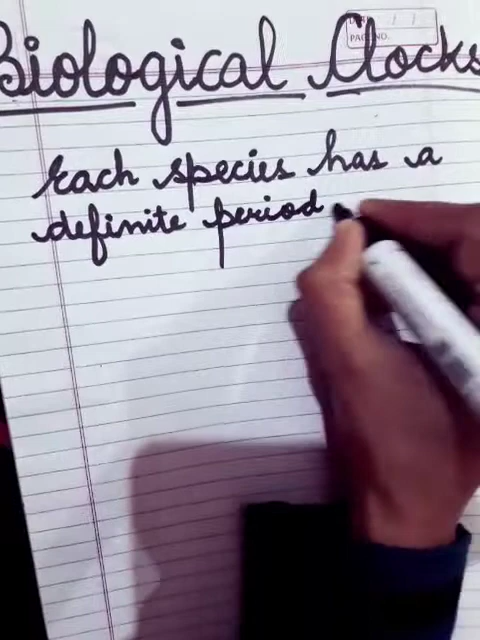 Biological Clocks
Each species has a
definite period